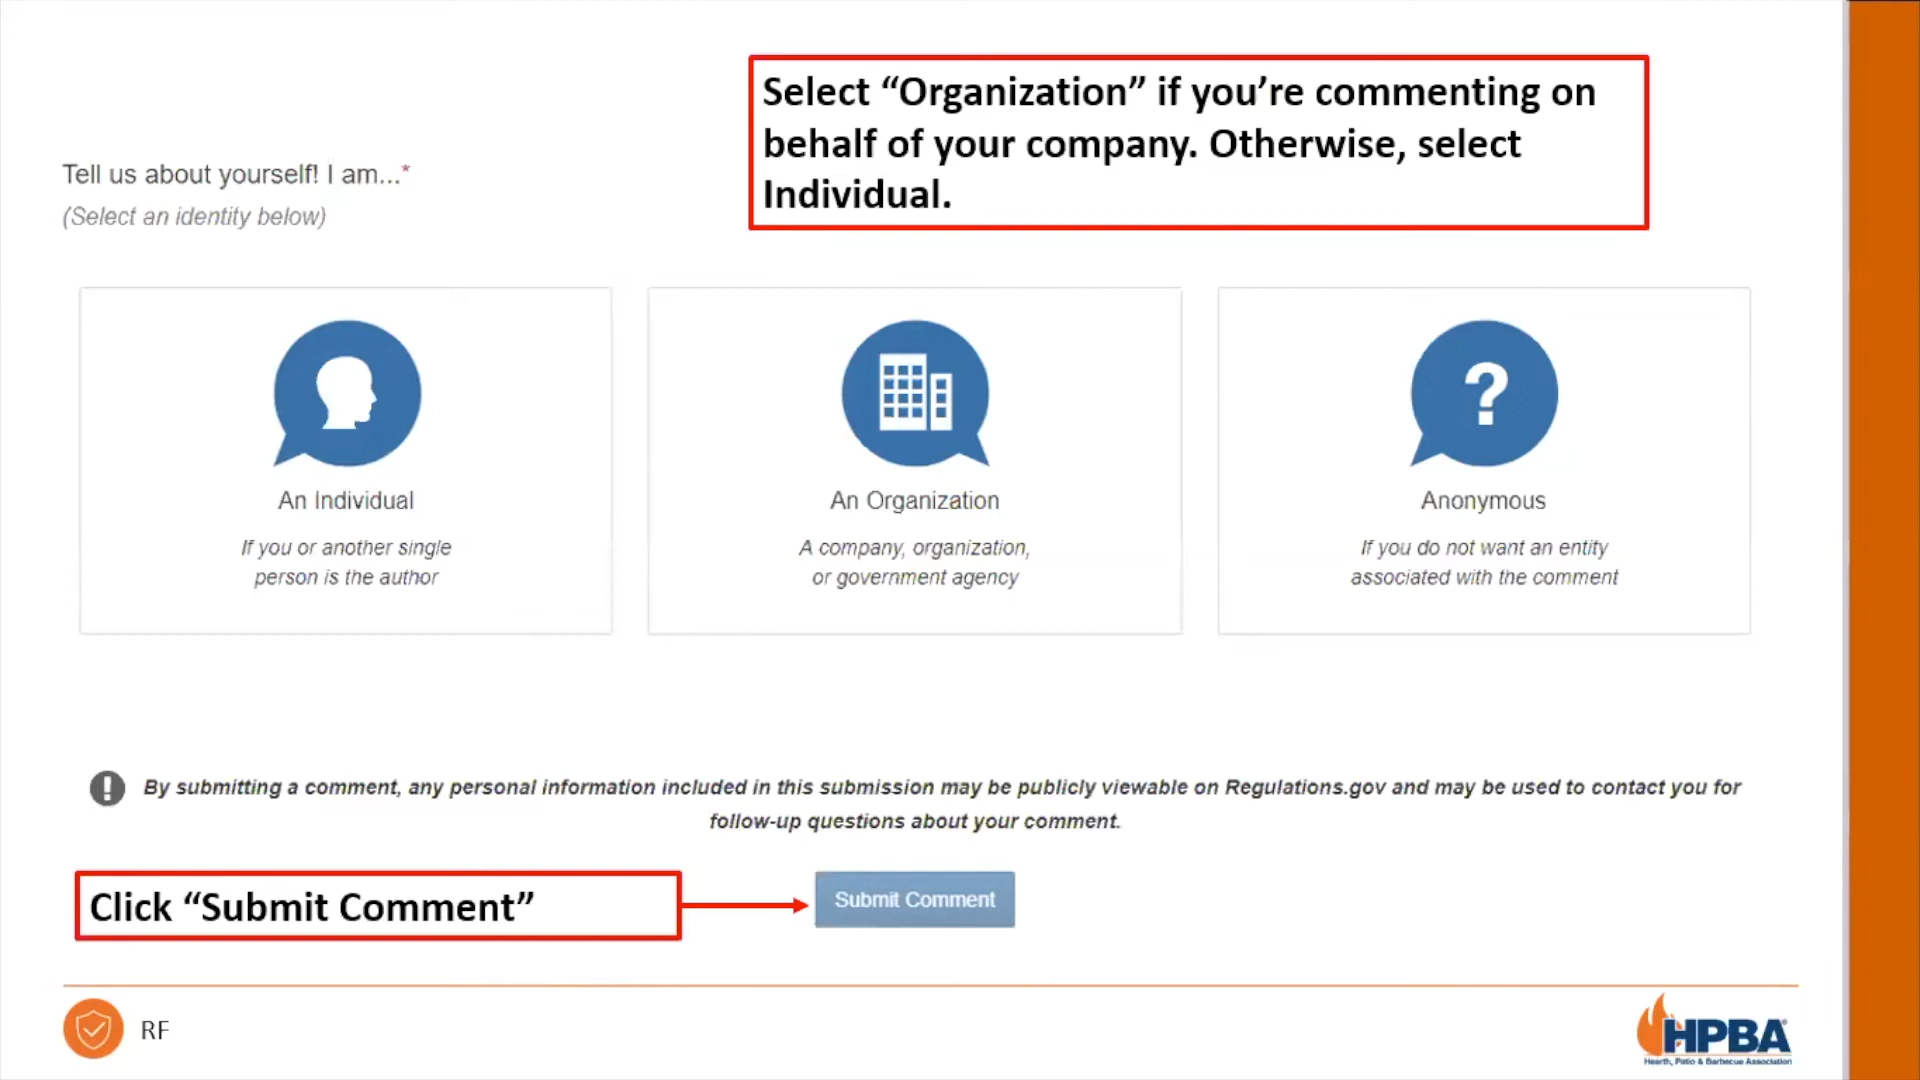 Select “Organization” if you’re commenting on
behalf of your company. Otherwise, select
Individual.
Tell us about yourself! I am...*
(Select an identity below)
An Individual
If you or another single
person is the author
An Organization
A company, organization,
or government agency
?
Anonymous
If you do not want an entity
associated with the comment
! By submitting a comment, any personal information included in this submission may be publicly viewable on Regulations.gov and may be used to contact you for
follow-up questions about your comment.
Click “Submit Comment”
Submit Comment
RF
HPBA
Hearth, Patio & Barbecue Association